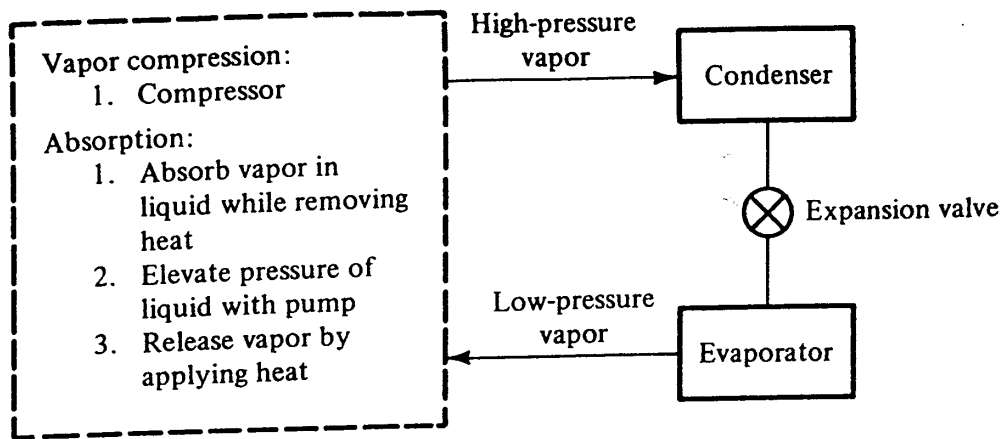 Vapor compression:
1. Compressor
Absorption:
1. Absorb vapor in
liquid while removing
heat
2. Elevate pressure of
liquid with pump
3. Release vapor by
applying heat
High-pressure
vapor
Condenser
Expansion valve
Low-pressure
vapor
Evaporator